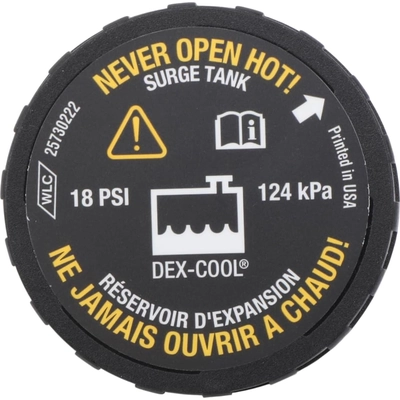 NEVER OPEN HOT!
SURGE TANK
WLC 25730222
Printed in USA
18 PSI
124 kPa
DEX-COOL®
RÉSERVOIR D'EXPANSION
NE JAMAIS OUVRIR A CHAUD!